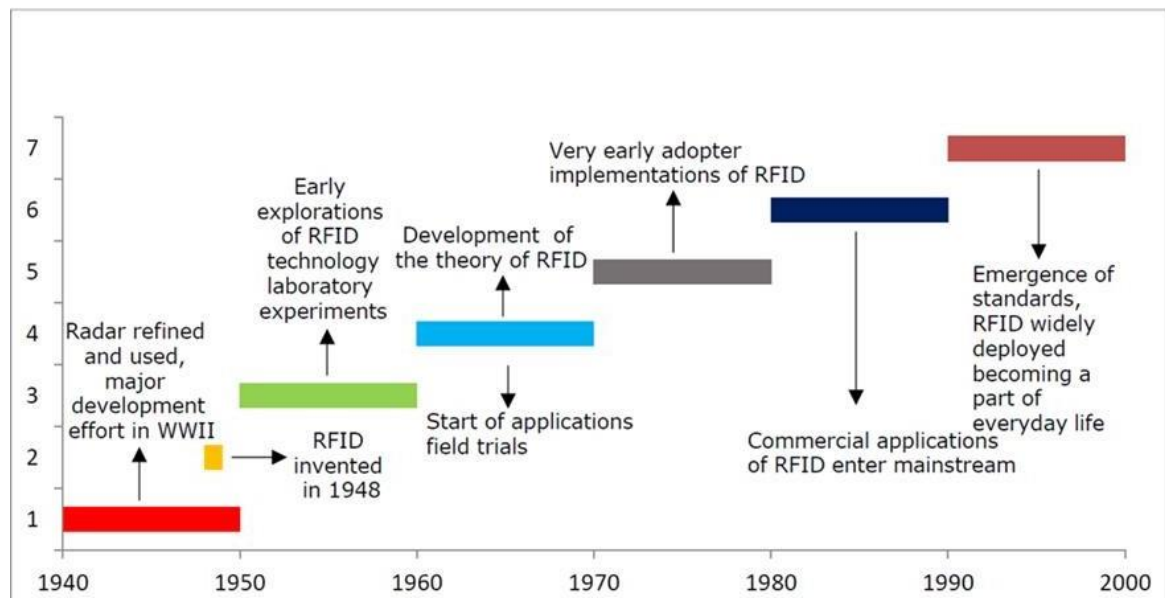 7
6
5
4
3
2
1
Radar refined
and used,
major
development
effort in WWII
RFID
invented
in 1948
Early
explorations
of RFID
technology
laboratory
experiments
Development of
the theory of RFID
Start of applications
field trials
Very early adopter
implementations of RFID
Commercial applications
of RFID enter mainstream
Emergence of
standards,
RFID widely
deployed
becoming a
part of
everyday life
1940 1950 1960 1970 1980 1990 2000